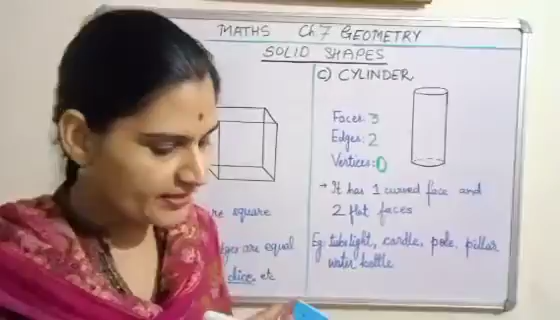 MATHS Ch 7 GEOMETRY
SOLID SHAPES
re square
dges are equal
dice, etc
C) CYLINDER
Faces: 3
Edges: 2
Vertices: 0
→ It has 1 curved face and
2 flat faces
Eg: tubelight, candle, pole, pillar
water bottle